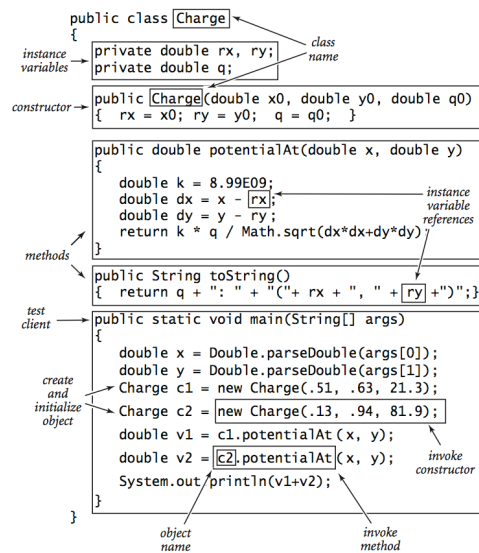 public class Charge
{
instance
variables
class
name
private double rx, ry;
private double q;
constructor
public Charge(double x0, double y0, double q0)
{ rx = x0; ry = y0; q = q0; }
public double potentialAt(double x, double y)
{
double k = 8.99E09;
double dx = x - rx;
double dy = y - ry;
return k * q / Math.sqrt(dx*dx+dy*dy)
}
instance
variable
references
methods
public String toString()
{ return q + ": " + "("+ rx + ", " + ry +")";}
test
client
public static void main(String[] args)
{
double x = Double.parseDouble(args[0]);
double y = Double.parseDouble(args[1]);
create
and
initialize
object
Charge c1 = new Charge(.51, .63, 21.3);
Charge c2 = new Charge(.13, .94, 81.9);
double v1 = c1.potentialAt(x, y);
double v2 = c2.potentialAt(x, y);
invoke
constructor
System.out println(v1+v2);
}
}
object
name
invoke
method